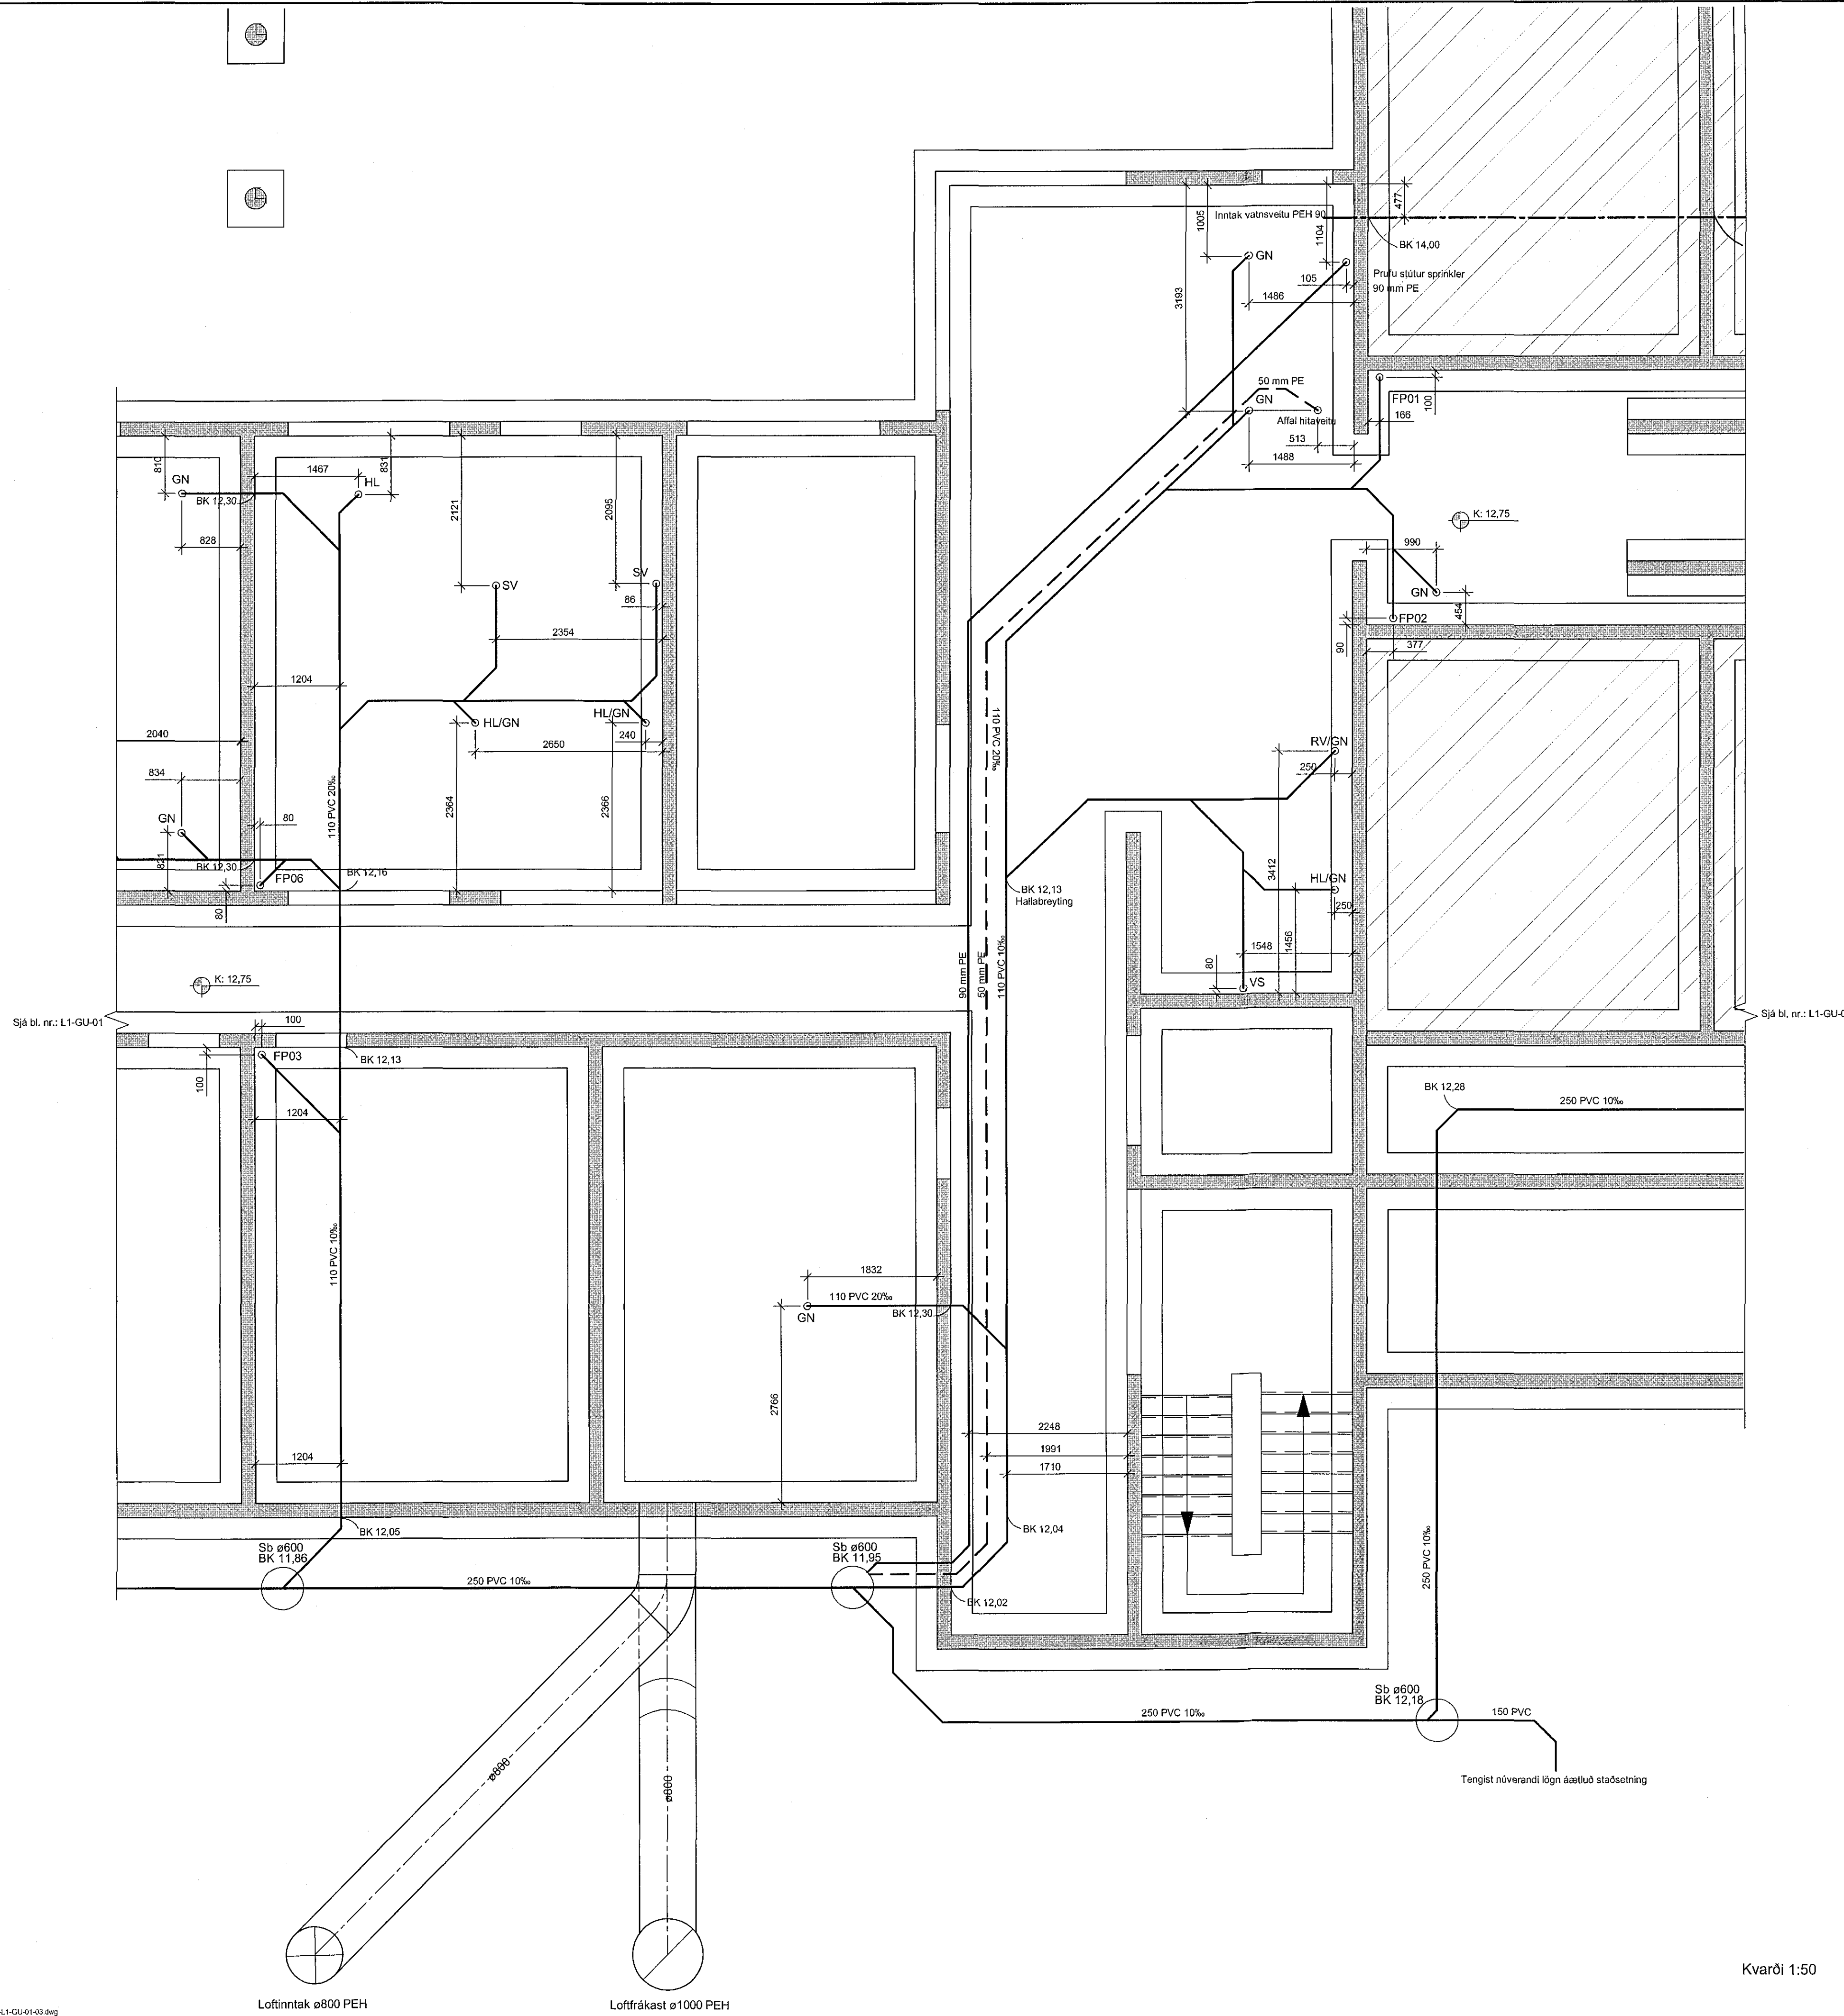 Inntak vatnsveitu PEH 90
477
1005
1104
BK 14,00
GN
105
Prufu stútur sprinkler
90 mm PE
1486
3193
50 mm PE
GN
FP01
100
166
Affal hitaveitu
513
1488
810
1467
831
GN
HL
BK 12,30
2121
2095
828
K: 12,75
990
SV
SV
86
GN
454
FP02
2354
90
377
1204
HL/GN
HL/GN
2040
240
2650
110 PVC 20‰
RV/GN
250
834
80
110 PVC 20‰
2364
2366
GN
821
BK 12,30
FP06
BK 12,16
80
3412
HL/GN
BK 12,13
Hallabreyting
250
1548
1456
80
VS
90 mm PE
50 mm PE
110 PVC 10‰
K: 12,75
Sjá bl. nr.: L1-GU-01
Sjá bl. nr.: L1-GU-0
100
FP03
BK 12,13
100
1204
BK 12,28
250 PVC 10‰
110 PVC 10‰
1832
110 PVC 20‰
GN
BK 12,30
2766
2248
1991
1710
1204
BK 12,05
BK 12,04
Sb ø600
BK 11,86
Sb ø600
BK 11,95
250 PVC 10‰
BK 12,02
250 PVC 10‰
Sb ø600
BK 12,18
250 PVC 10‰
150 PVC
Tengist núverandi lögn áætluð staðsetning
ø800
ø800
Kvarði 1:50
Loftinntak ø800 PEH
Loftfrákast ø1000 PEH
-L1-GU-01-03.dwg